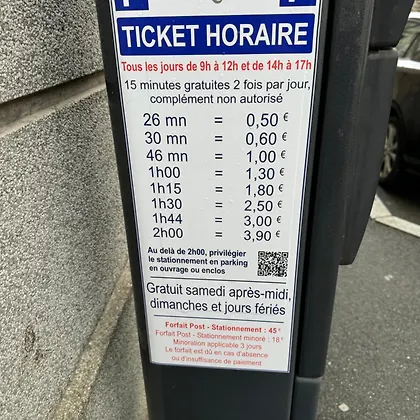 TICKET HORAIRE
Tous les jours de 9h à 12h et de 14h à 17h
15 minutes gratuites 2 fois par jour,
complément non autorisé
26 mn = 0,50 €
30 mn = 0,60 €
46 mn = 1,00 €
1h00 = 1,30 €
1h15 = 1,80 €
1h30 = 2,50 €
1h44 = 3,00 €
2h00 = 3,90 €
Au delà de 2h00, privilégier
le stationnement en parking
en ouvrage ou enclos
Gratuit samedi après-midi,
dimanches et jours fériés
Forfait Post - Stationnement : 45 €
Forfait Post - Stationnement minoré : 18 €
Minoration applicable 3 jours
Le forfait est dû en cas d'absence
ou d'insuffisance de paiement